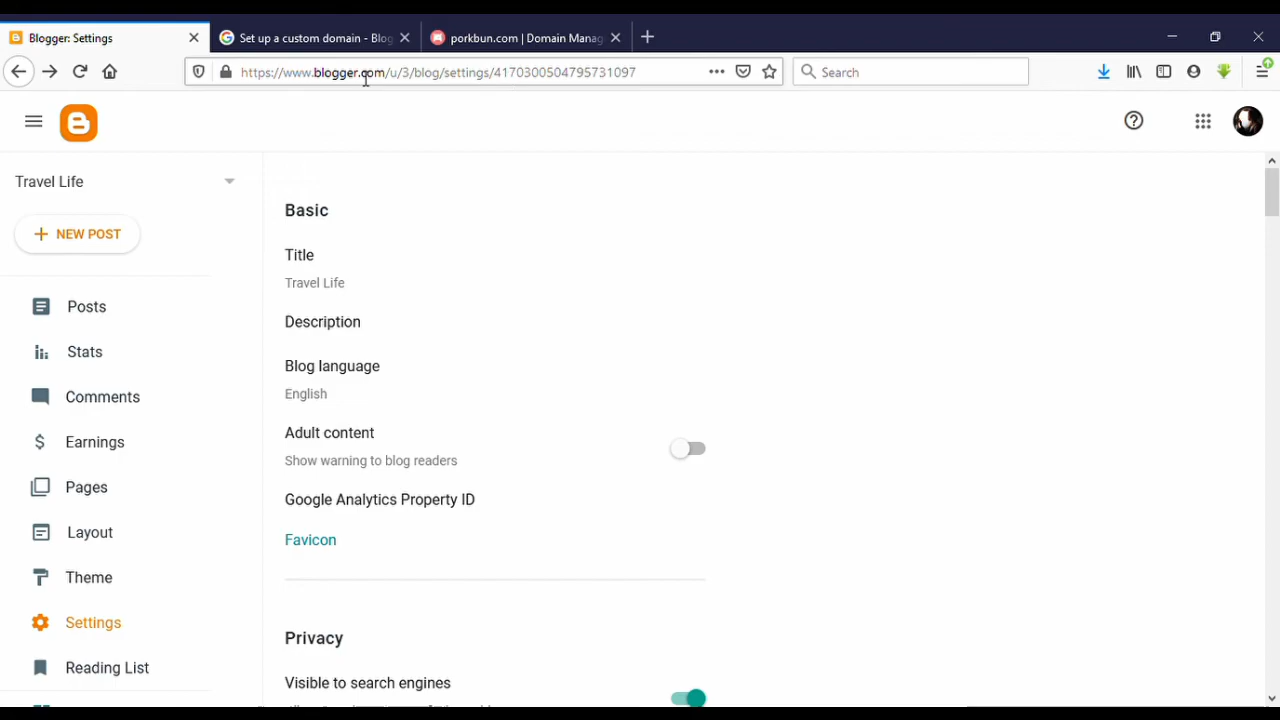 Blogger: Settings
Set up a custom domain - Blog
porkbun.com | Domain Manag
https://www.blogger.com/u/3/blog/settings/4170300504795731097
Search
Travel Life
NEW POST
Posts
Stats
Comments
Earnings
Pages
Layout
Theme
Settings
Reading List
Basic
Title
Travel Life
Description
Blog language
English
Adult content
Show warning to blog readers
Google Analytics Property ID
Favicon
Privacy
Visible to search engines